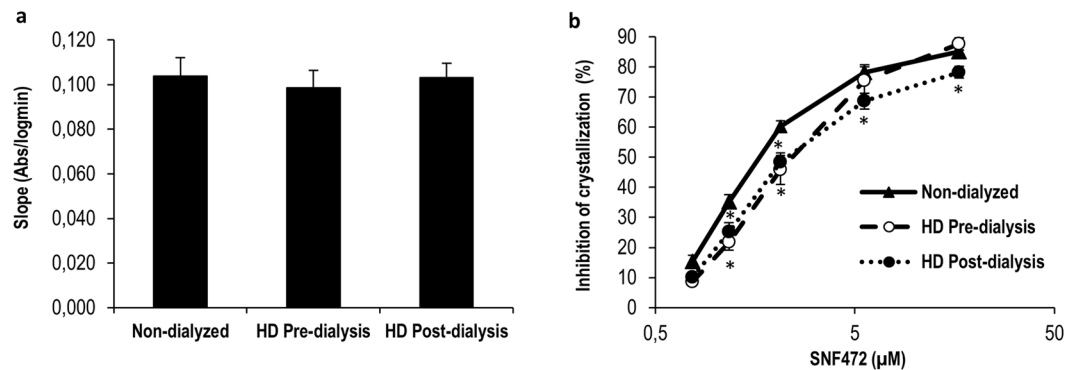 a
0,120
0,100
0,100
0,060
0,040
0,020
0,000
Slope (Abs/logmin)
Non-dialyzed
HD Pre-dialysis
HD Post-dialysis
b
90
80
70
60
50
40
30
20
10
0
Inhibition of crystallization (%)
*
*
*
*
*
*
Non-dialyzed
HD Pre-dialysis
HD Post-dialysis
0,5
5
50
SNF472 (µM)